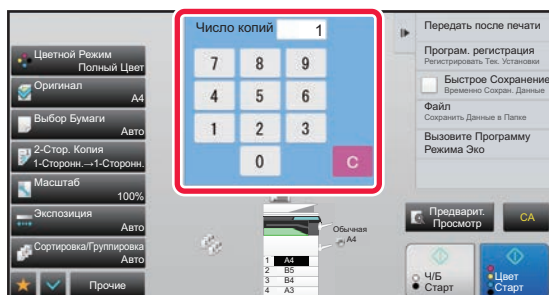 Цветной Режим
Полный Цвет
Оригинал
A4
Выбор Бумаги
Авто
2-Стор. Копия
1-Сторонн.→1-Сторонн.
Масштаб
100%
Экспозиция
Авто
Сортировка/Группировка
Авто
Прочие
Число копий 1
7 8 9
4 5 6
1 2 3
0 C
Обычная
A4
1 A4
2 B5
3 B4
4 A3
Передать после печати
Програм. регистрация
Регистрировать Тек. Установки
Быстрое Сохранение
Временно Сохран. Данные
Файл
Сохранить Данные в Папке
Вызовите Программу
Режима Эко
Предварит.
Просмотр
CA
Ч/Б
Старт
Цвет
Старт